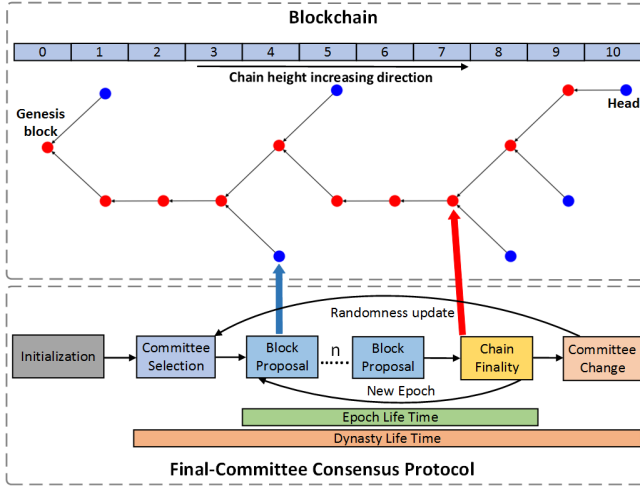 Blockchain
0 1 2 3 4 5 6 7 8 9 10
Chain height increasing direction
Genesis
block
Head
Randomness update
Initialization
Committee
Selection
Block
Proposal
n
Block
Proposal
Chain
Finality
Committee
Change
New Epoch
Epoch Life Time
Dynasty Life Time
Final-Committee Consensus Protocol